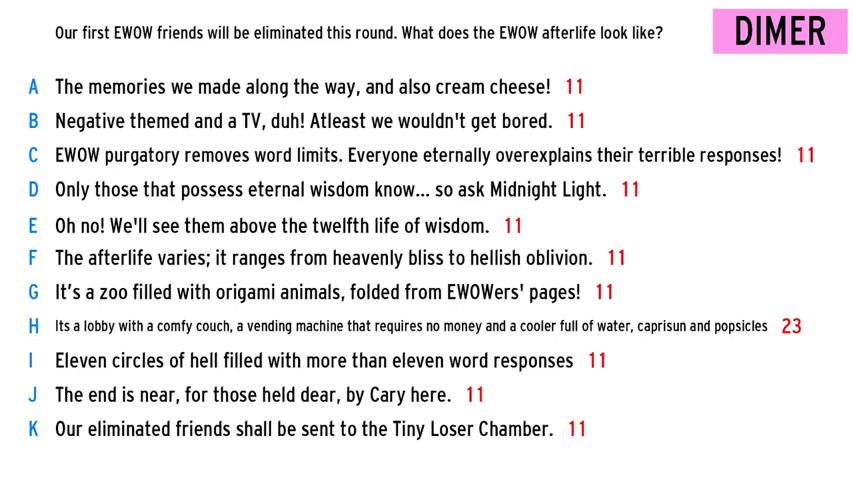 Our first EWOW friends will be eliminated this round. What does the EWOW afterlife look like?
DIMER
A The memories we made along the way, and also cream cheese! 11
B Negative themed and a TV, duh! Atleast we wouldn't get bored. 11
C EWOW purgatory removes word limits. Everyone eternally overexplains their terrible responses! 11
D Only those that possess eternal wisdom know... so ask Midnight Light. 11
E Oh no! We'll see them above the twelfth life of wisdom. 11
F The afterlife varies; it ranges from heavenly bliss to hellish oblivion. 11
G It's a zoo filled with origami animals, folded from EWOWers' pages! 11
H Its a lobby with a comfy couch, a vending machine that requires no money and a cooler full of water, caprisun and popsicles 23
I Eleven circles of hell filled with more than eleven word responses 11
J The end is near, for those held dear, by Cary here. 11
K Our eliminated friends shall be sent to the Tiny Loser Chamber. 11